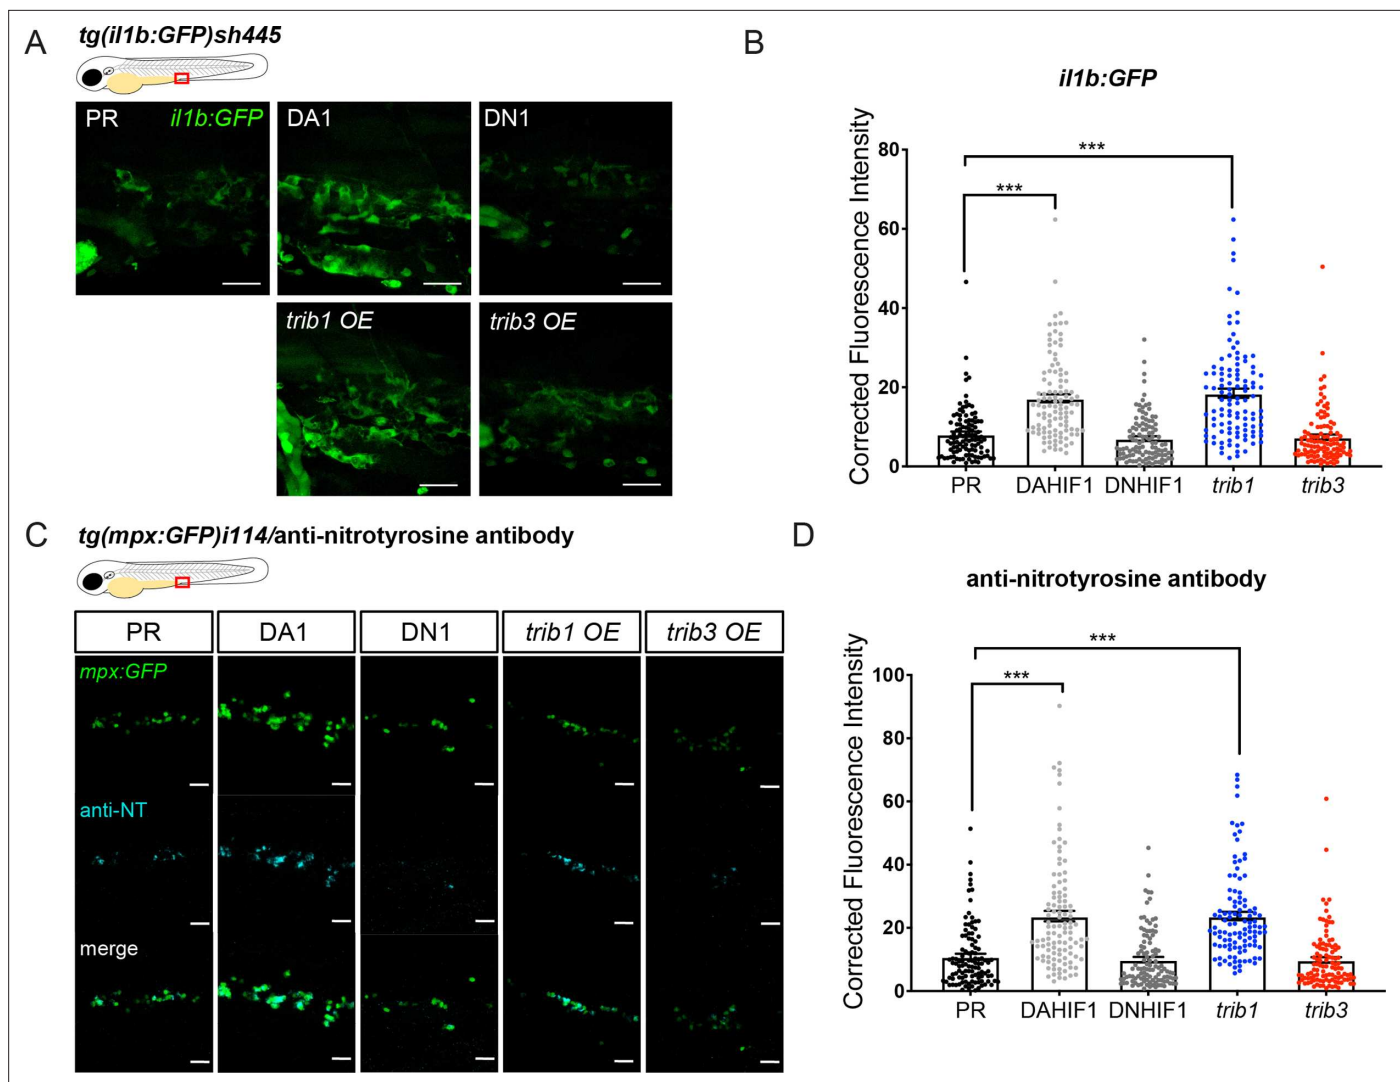 A
tg(il1b:GFP)sh445
PR
il1b:GFP
DA1
DN1
trib1 OE
trib3 OE
B
il1b:GFP
Corrected Fluorescence Intensity
80
60
40
20
0
***
***
PR
DAHIF1
DNHIF1
trib1
trib3
C
tg(mpx:GFP)i114/anti-nitrotyrosine antibody
PR
DA1
DN1
trib1 OE
trib3 OE
mpx:GFP
anti-NT
merge
D
anti-nitrotyrosine antibody
Corrected Fluorescence Intensity
100
80
60
40
20
0
***
***
PR
DAHIF1
DNHIF1
trib1
trib3